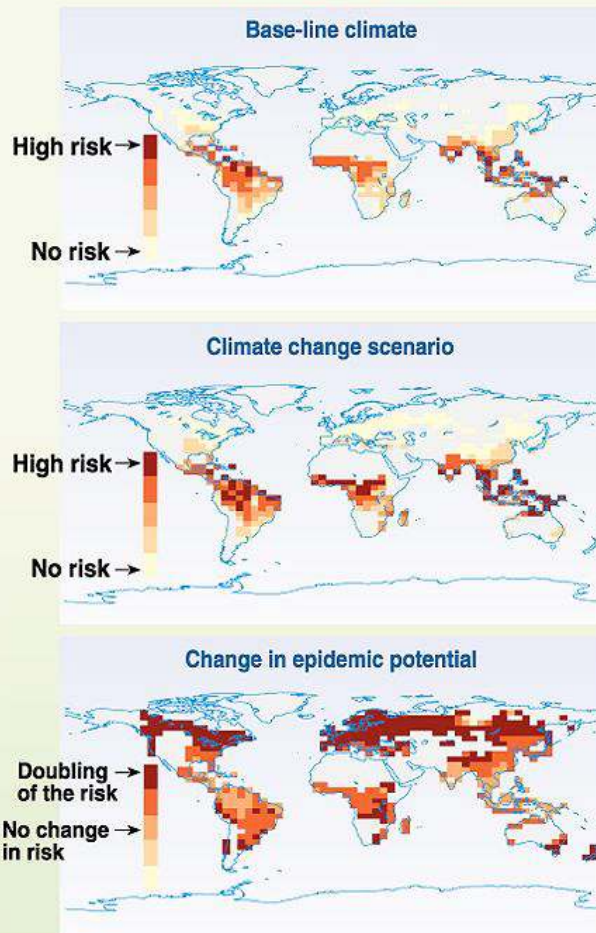 Base-line climate
High risk
No risk
Climate change scenario
High risk
No risk
Change in epidemic potential
Doubling
of the risk
No change
in risk